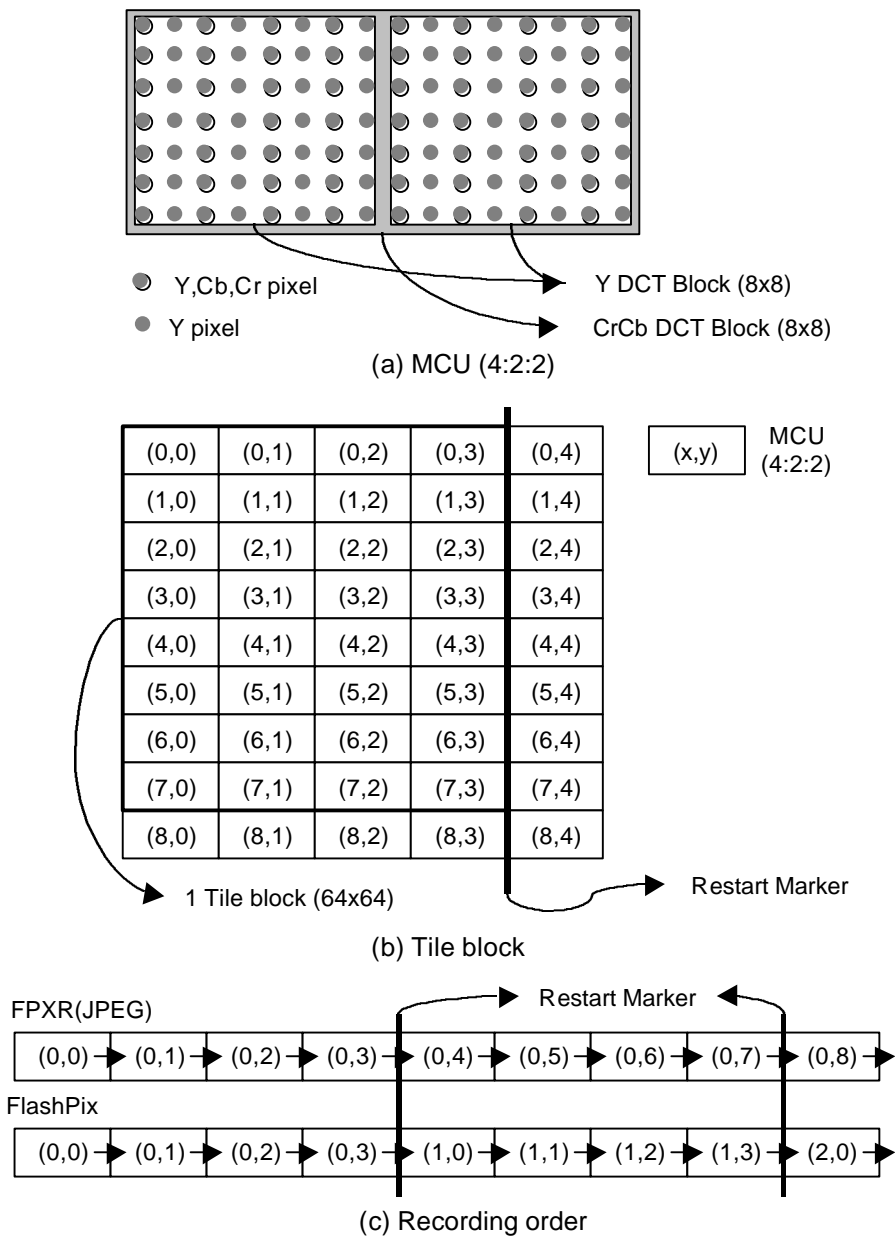 Y,Cb,Cr pixel
Y DCT Block (8x8)
Y pixel
CrCb DCT Block (8x8)
(a) MCU (4:2:2)
(0,0) (0,1) (0,2) (0,3) (0,4)
(x,y)
MCU
(4:2:2)
(1,0) (1,1) (1,2) (1,3) (1,4)
(2,0) (2,1) (2,2) (2,3) (2,4)
(3,0) (3,1) (3,2) (3,3) (3,4)
(4,0) (4,1) (4,2) (4,3) (4,4)
(5,0) (5,1) (5,2) (5,3) (5,4)
(6,0) (6,1) (6,2) (6,3) (6,4)
(7,0) (7,1) (7,2) (7,3) (7,4)
(8,0) (8,1) (8,2) (8,3) (8,4)
1 Tile block (64x64)
Restart Marker
(b) Tile block
Restart Marker
FPXR(JPEG)
(0,0) (0,1) (0,2) (0,3) (0,4) (0,5) (0,6) (0,7) (0,8)
FlashPix
(0,0) (0,1) (0,2) (0,3) (1,0) (1,1) (1,2) (1,3) (2,0)
(c) Recording order